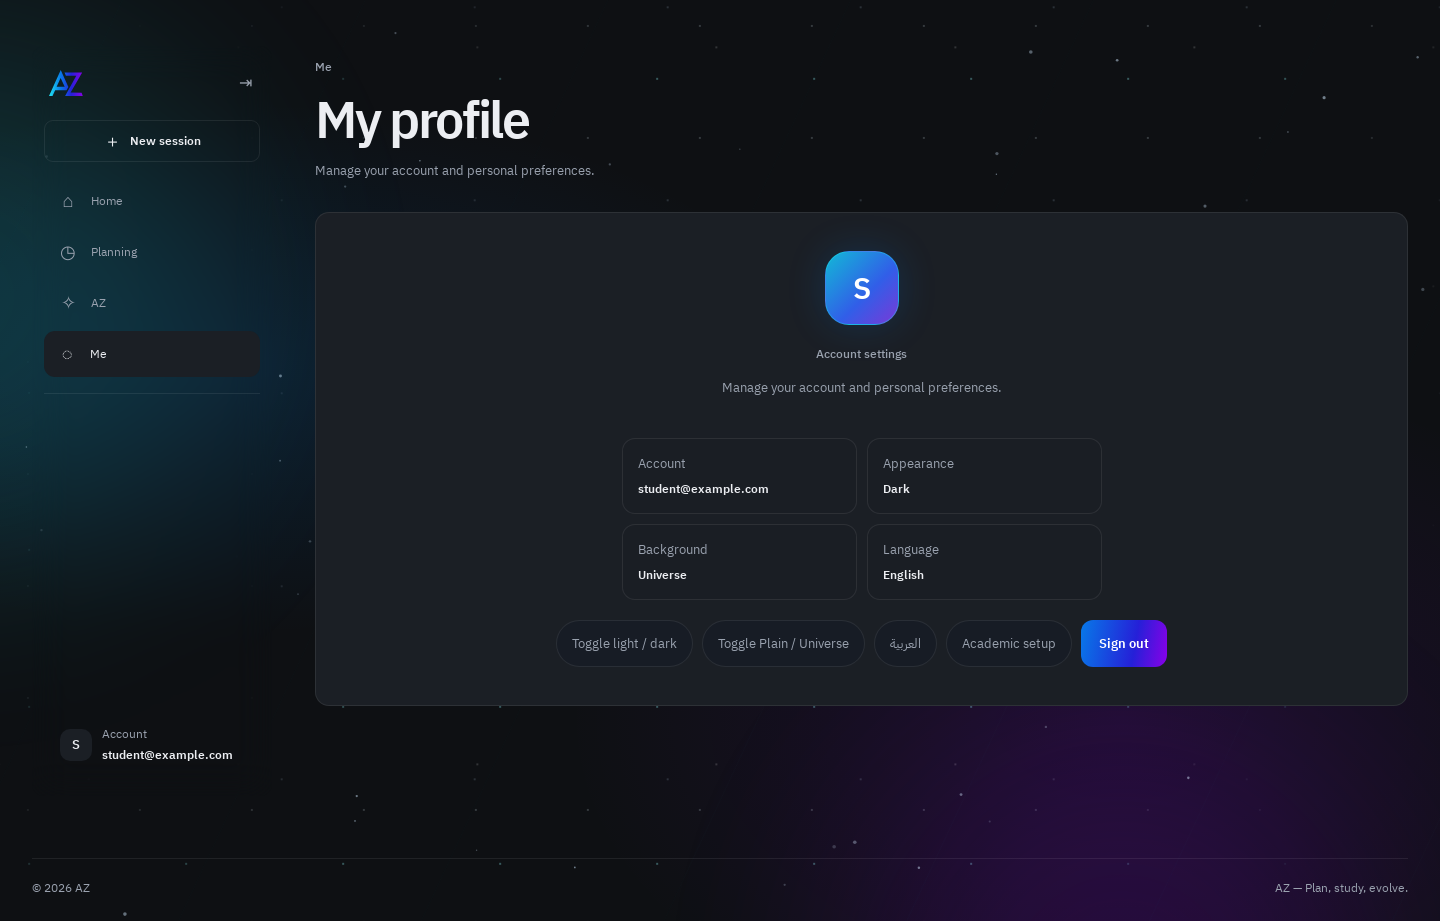 AZ
Me
My profile
Manage your account and personal preferences.
New session
Home
Planning
AZ
Me
S
Account settings
Manage your account and personal preferences.
Account
student@example.com
Appearance
Dark
Background
Universe
Language
English
Toggle light / dark
Toggle Plain / Universe
العربية
Academic setup
Sign out
S
Account
student@example.com
© 2026 AZ
AZ — Plan, study, evolve.